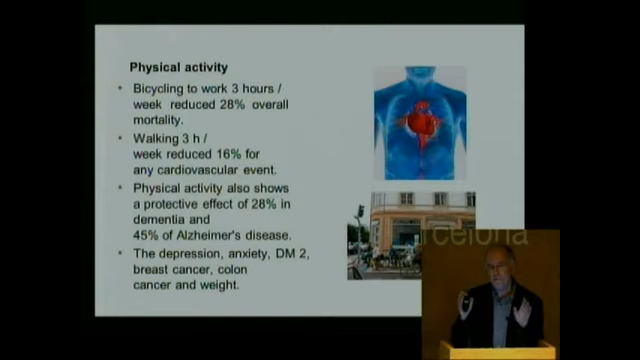 Physical activity
• Bicycling to work 3 hours /
week reduced 28% overall
mortality.
• Walking 3 h /
week reduced 16% for
any cardiovascular event.
• Physical activity also shows
a protective effect of 28% in
dementia and
45% of Alzheimer's disease.
• The depression, anxiety, DM 2,
breast cancer, colon
cancer and weight.
rcelona